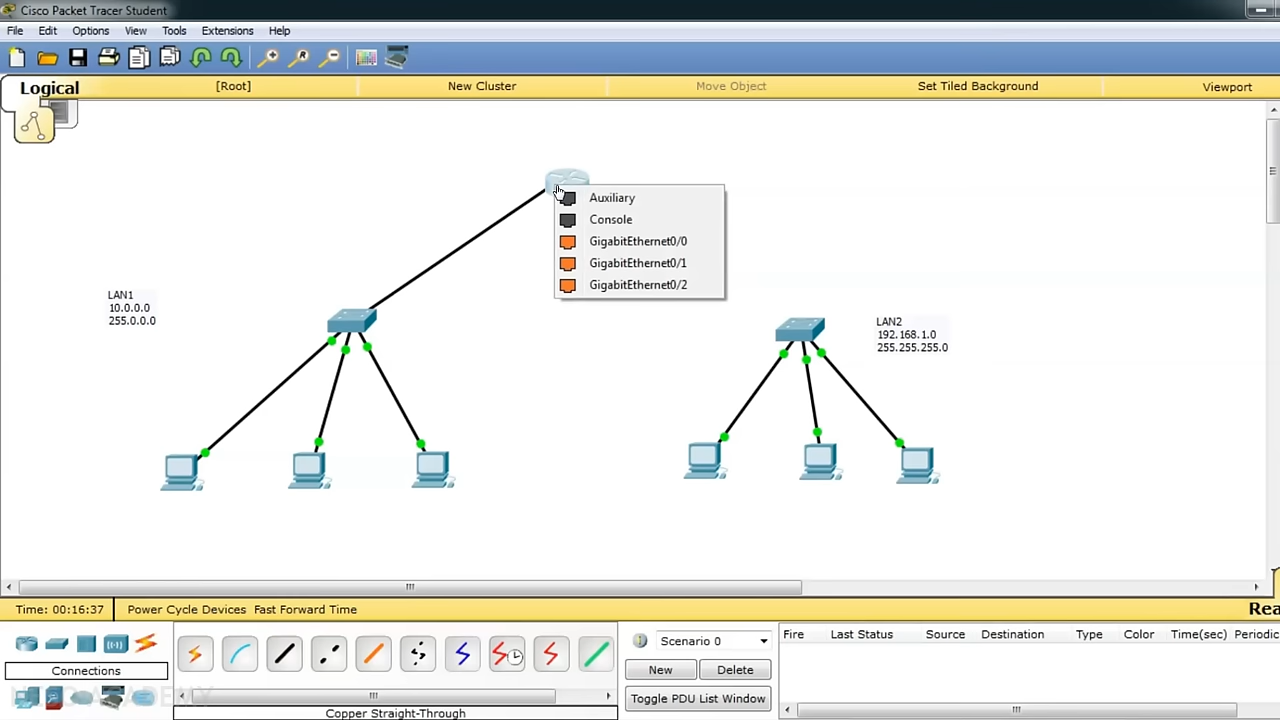 Cisco Packet Tracer Student
File Edit Options View Tools Extensions Help
Logical [Root] New Cluster Move Object Set Tiled Background Viewport
Auxiliary
Console
GigabitEthernet0/0
GigabitEthernet0/1
GigabitEthernet0/2
LAN1
10.0.0.0
255.0.0.0
LAN2
192.168.1.0
255.255.255.0
Time: 00:16:37 Power Cycle Devices Fast Forward Time
Connections
Copper Straight-Through
Scenario 0
New Delete
Toggle PDU List Window
Fire Last Status Source Destination Type Color Time(sec) Periodic